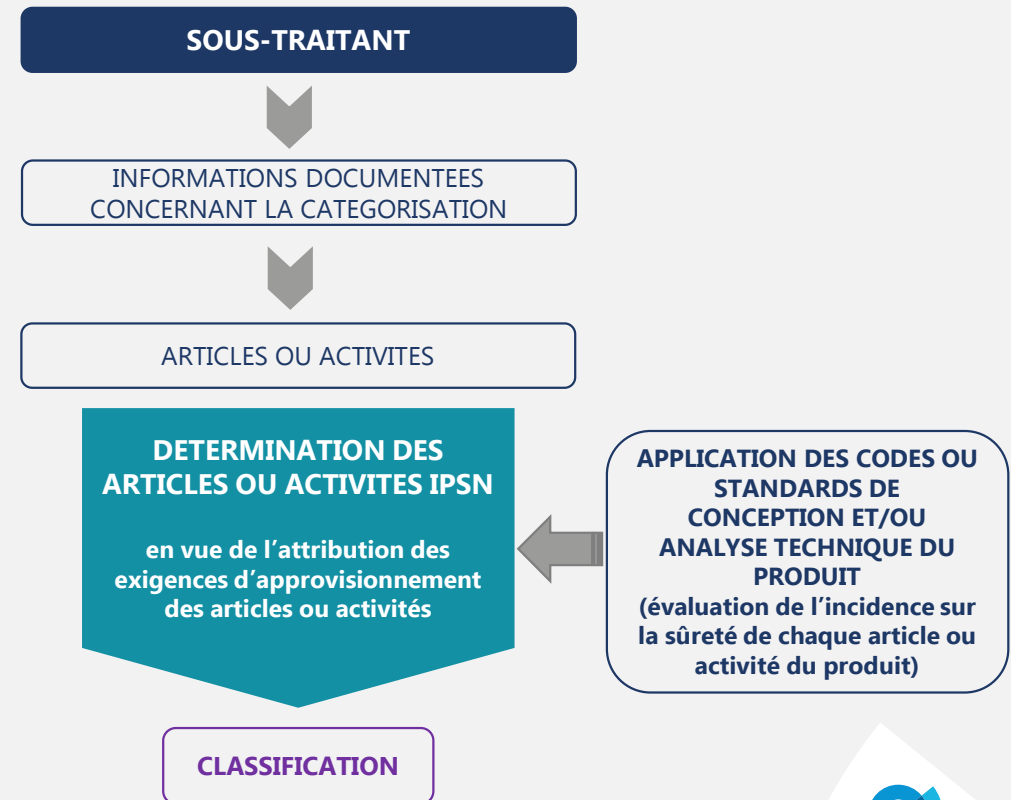 SOUS-TRAITANT
INFORMATIONS DOCUMENTEES
CONCERNANT LA CATEGORISATION
ARTICLES OU ACTIVITES
DETERMINATION DES
ARTICLES OU ACTIVITES IPSN
en vue de l’attribution des
exigences d’approvisionnement
des articles ou activités
APPLICATION DES CODES OU
STANDARDS DE
CONCEPTION ET/OU
ANALYSE TECHNIQUE DU
PRODUIT
(évaluation de l’incidence sur
la sûreté de chaque article ou
activité du produit)
CLASSIFICATION